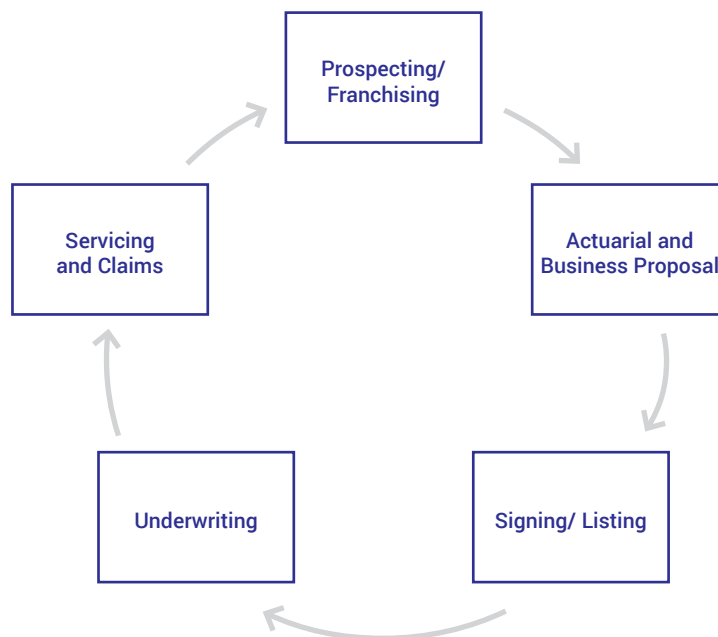 Prospecting/
Franchising
Servicing
and Claims
Actuarial and
Business Proposal
Underwriting
Signing/ Listing